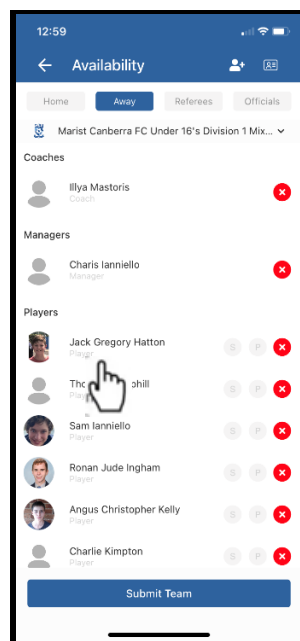 12:59
Availability
Home Away Referees Officials
Marist Canberra FC Under 16's Division 1 Mix...
Coaches
Illya Mastoris
Coach
Managers
Charis Ianniello
Manager
Players
Jack Gregory Hatton
Player
S P
Sam Ianniello
Player
S P
Ronan Jude Ingham
Player
S P
Angus Christopher Kelly
Player
S P
Charlie Kimpton
Player
S P
Submit Team